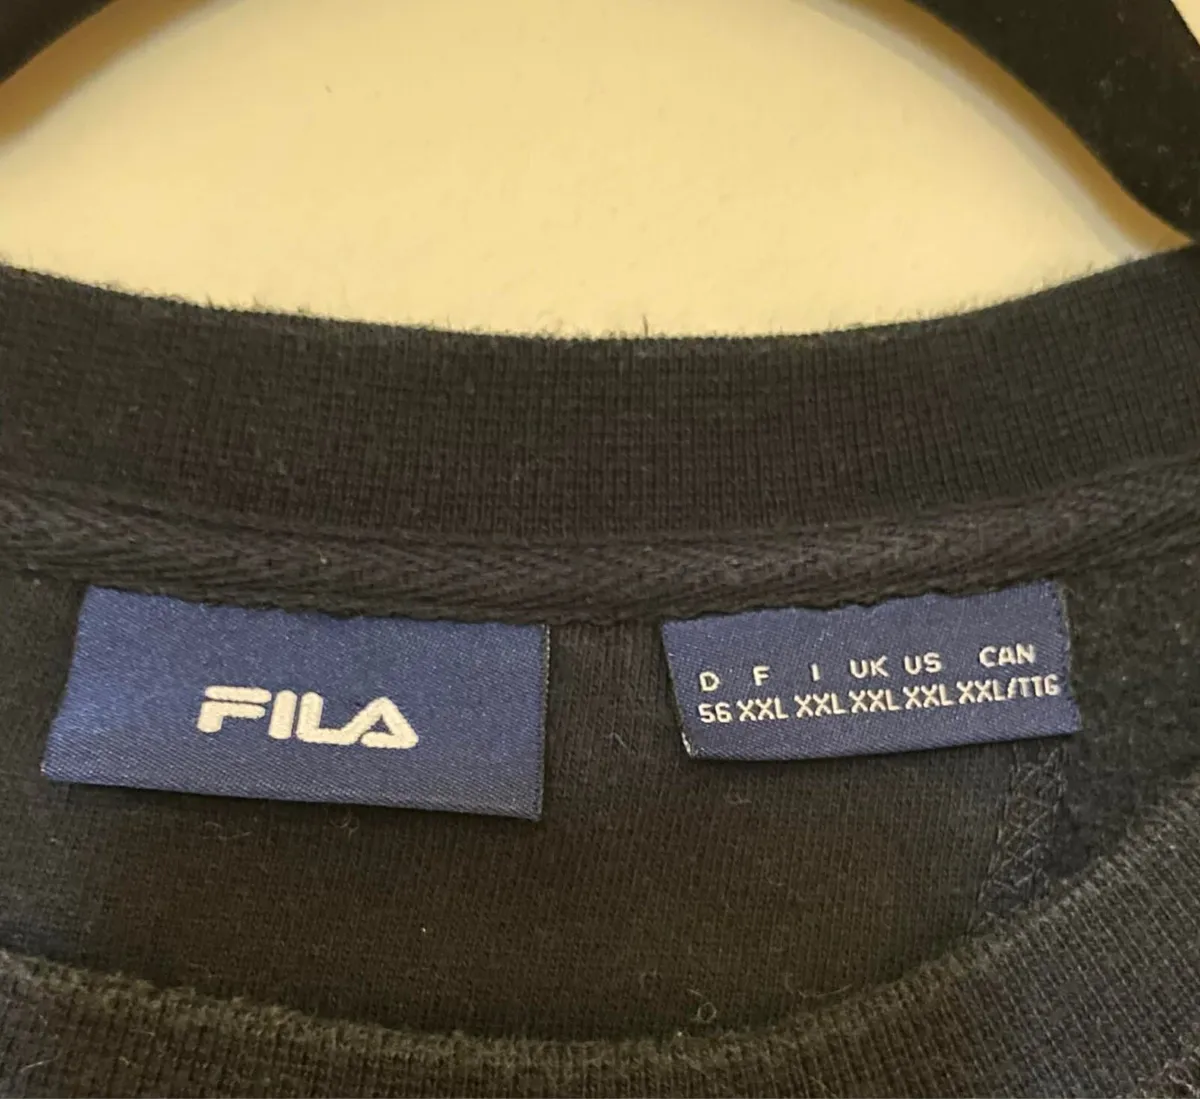 FILA
D F I UK US CAN
56 XXL XXL XXL XXL XXL/TTG